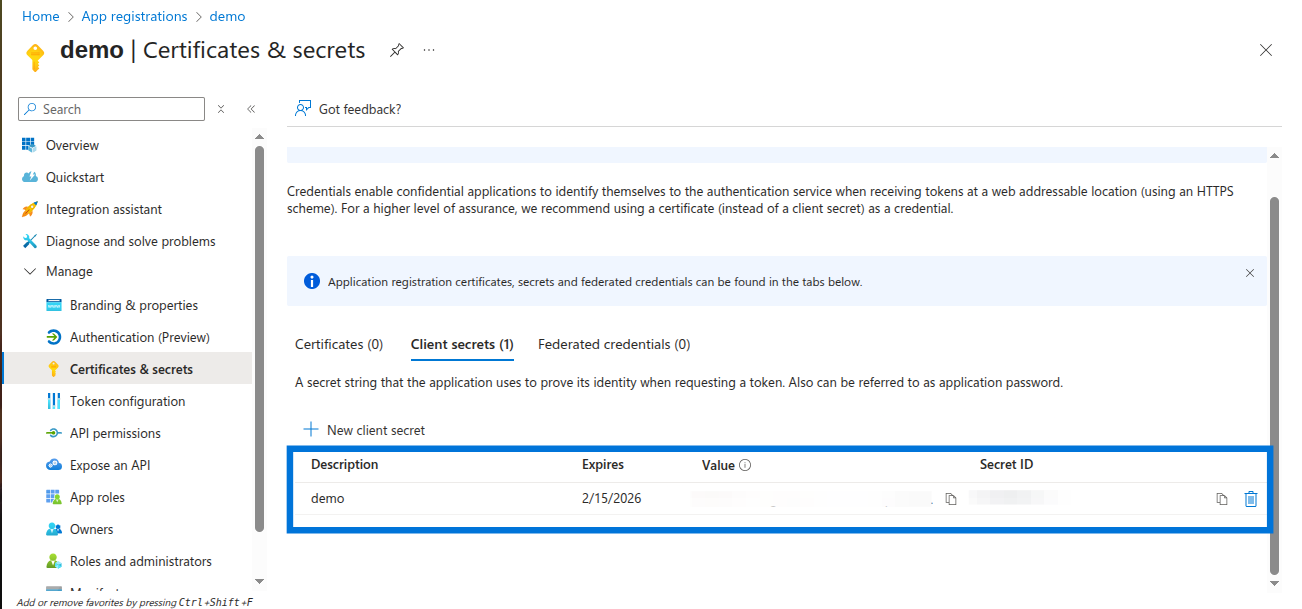 Home > App registrations > demo
demo | Certificates & secrets
Search
Got feedback?
Overview
Quickstart
Integration assistant
Diagnose and solve problems
Manage
Branding & properties
Authentication (Preview)
Certificates & secrets
Token configuration
API permissions
Expose an API
App roles
Owners
Roles and administrators
Add or remove favorites by pressing Ctrl+Shift+F
Credentials enable confidential applications to identify themselves to the authentication service when receiving tokens at a web addressable location (using an HTTPS
scheme). For a higher level of assurance, we recommend using a certificate (instead of a client secret) as a credential.
Application registration certificates, secrets and federated credentials can be found in the tabs below.
Certificates (0) Client secrets (1) Federated credentials (0)
A secret string that the application uses to prove its identity when requesting a token. Also can be referred to as application password.
New client secret
Description Expires Value Secret ID
demo 2/15/2026